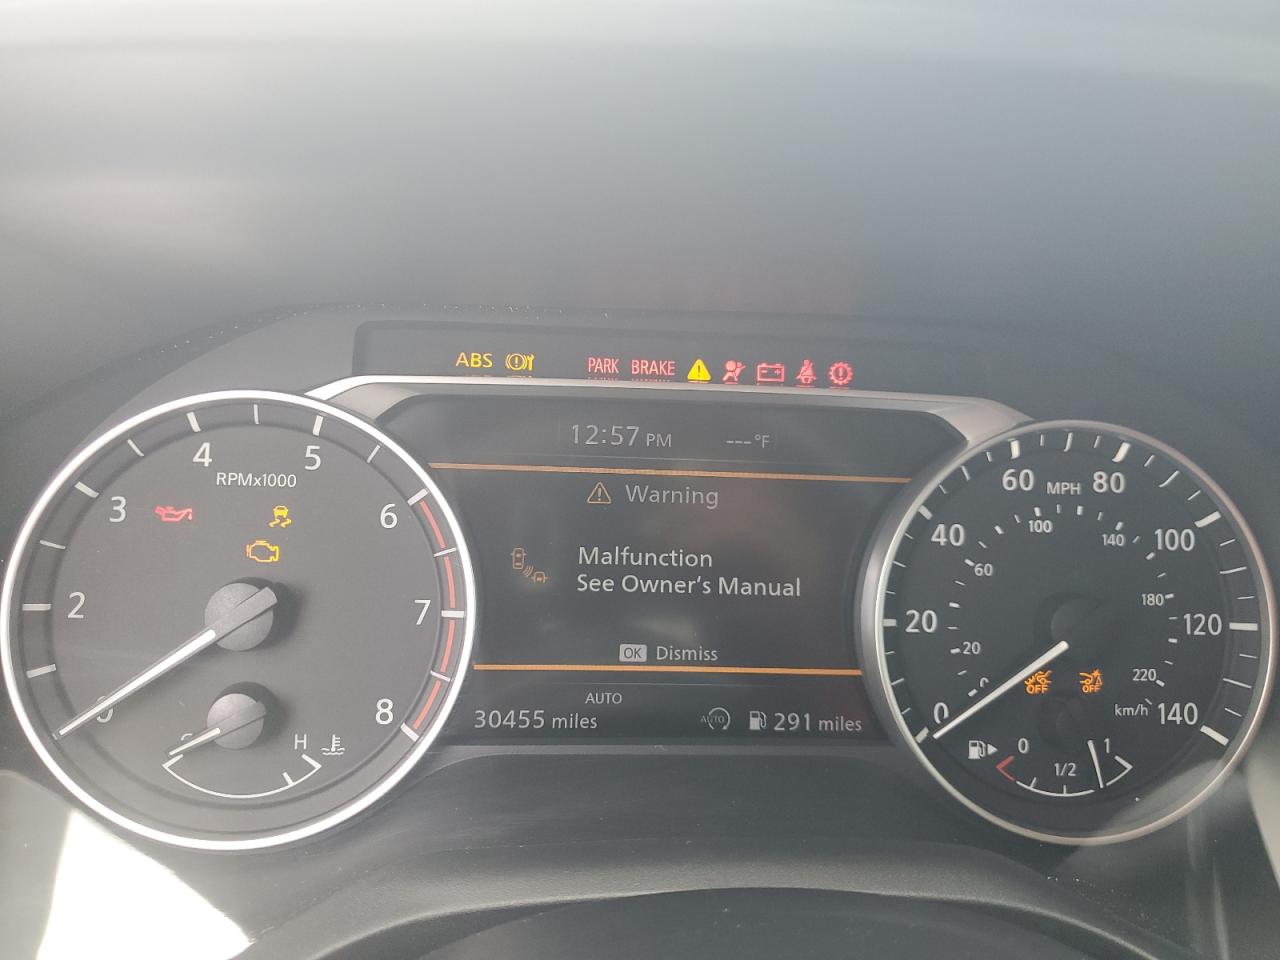 ABS PARK BRAKE
12:57 PM ---°F
Warning
Malfunction
See Owner's Manual
OK Dismiss
AUTO
30455 miles AUTO 291 miles
RPMx1000
0 2 3 4 5 6 7 8
H
MPH
0 20 40 60 80 100 120 140
20 60 100 140 180 220
km/h
OFF OFF
0 1/2 1